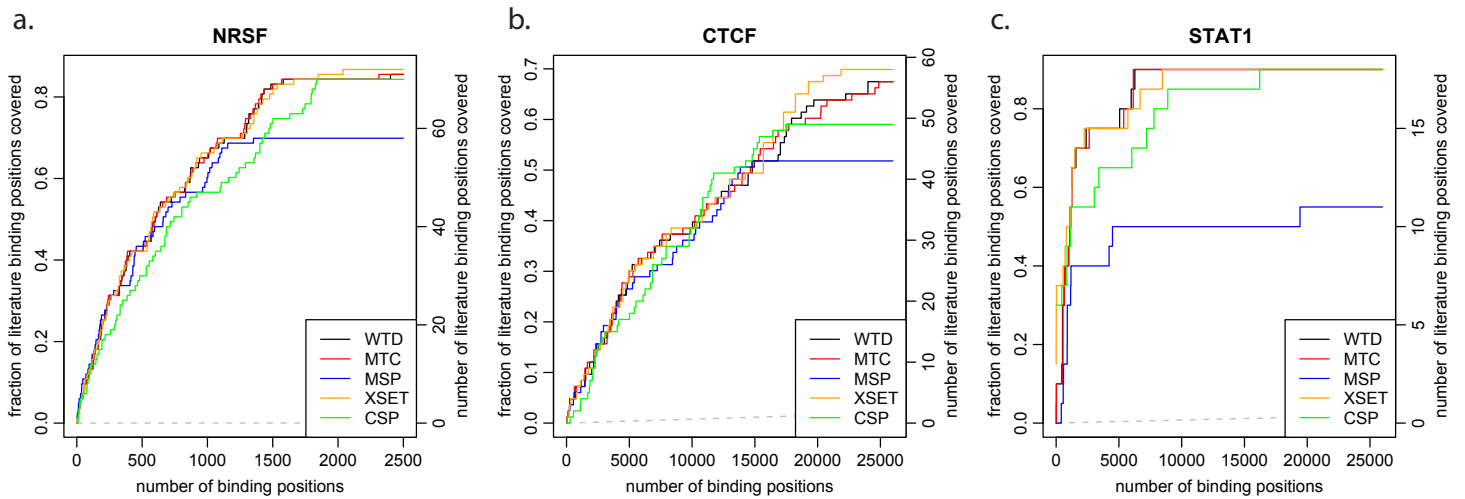 a.
NRSF
fraction of literature binding positions covered
0.0
0.2
0.4
0.6
0.8
0
500
1000
1500
2000
2500
number of binding positions
0
20
40
60
number of literature binding positions covered
WTD
MTC
MSP
XSET
CSP
b.
CTCF
fraction of literature binding positions covered
0.0
0.1
0.2
0.3
0.4
0.5
0.6
0.7
0
5000
10000
15000
20000
25000
number of binding positions
0
10
20
30
40
50
60
number of literature binding positions covered
WTD
MTC
MSP
XSET
CSP
c.
STAT1
fraction of literature binding positions covered
0.0
0.2
0.4
0.6
0.8
0
5000
10000
15000
20000
25000
number of binding positions
0
5
10
15
number of literature binding positions covered
WTD
MTC
MSP
XSET
CSP